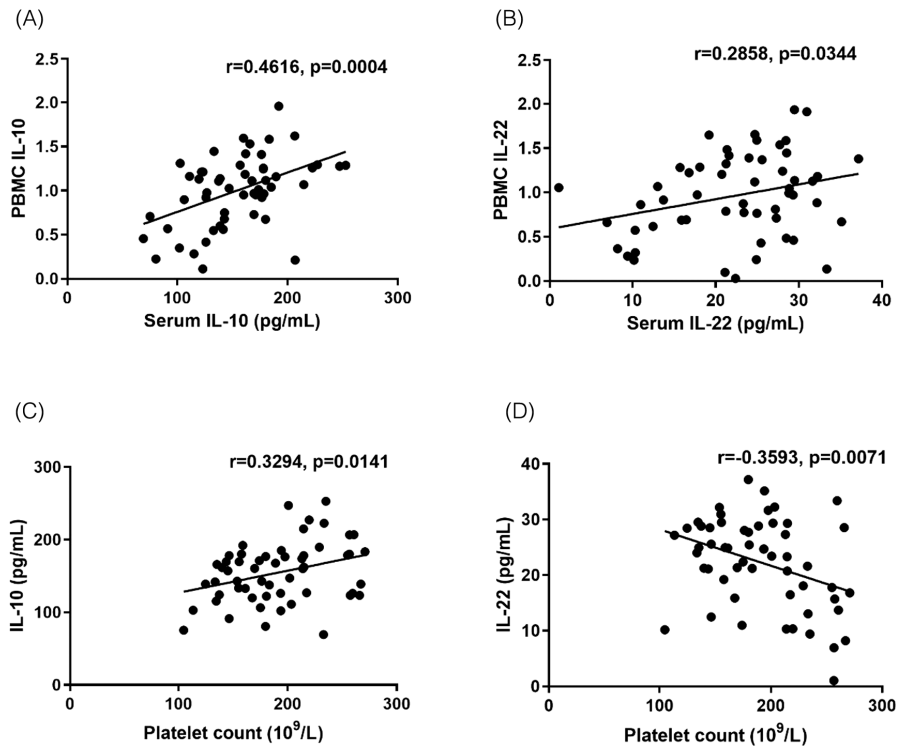 (A)
r=0.4616, p=0.0004
PBMC IL-10
2.5
2.0
1.5
1.0
0.5
0.0
0
100
200
300
Serum IL-10 (pg/mL)
(B)
r=0.2858, p=0.0344
PBMC IL-22
2.5
2.0
1.5
1.0
0.5
0.0
0
10
20
30
40
Serum IL-22 (pg/mL)
(C)
r=0.3294, p=0.0141
IL-10 (pg/mL)
300
200
100
0
0
100
200
300
Platelet count (10⁹/L)
(D)
r=-0.3593, p=0.0071
IL-22 (pg/mL)
40
30
20
10
0
0
100
200
300
Platelet count (10⁹/L)